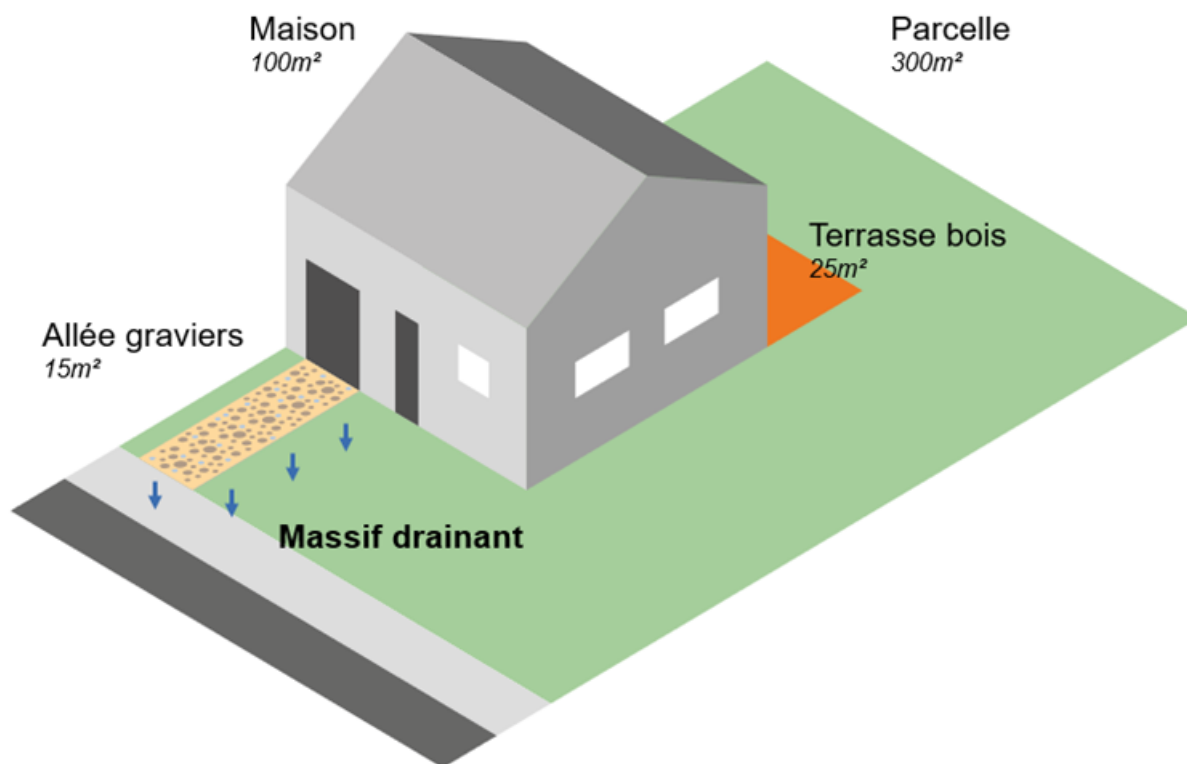 Maison
100m²
Parcelle
300m²
Terrasse bois
25m²
Allée graviers
15m²
Massif drainant